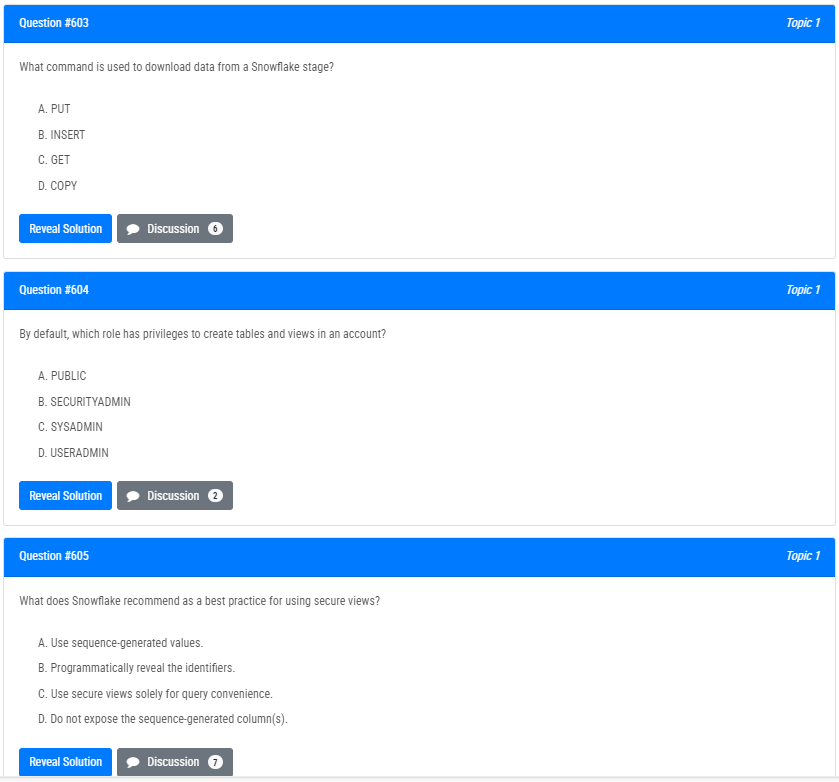 Question #603 Topic 1
What command is used to download data from a Snowflake stage?
A. PUT
B. INSERT
C. GET
D. COPY
Reveal Solution Discussion 6
Question #604 Topic 1
By default, which role has privileges to create tables and views in an account?
A. PUBLIC
B. SECURITYADMIN
C. SYSADMIN
D. USERADMIN
Reveal Solution Discussion 2
Question #605 Topic 1
What does Snowflake recommend as a best practice for using secure views?
A. Use sequence-generated values.
B. Programmatically reveal the identifiers.
C. Use secure views solely for query convenience.
D. Do not expose the sequence-generated column(s).
Reveal Solution Discussion 7